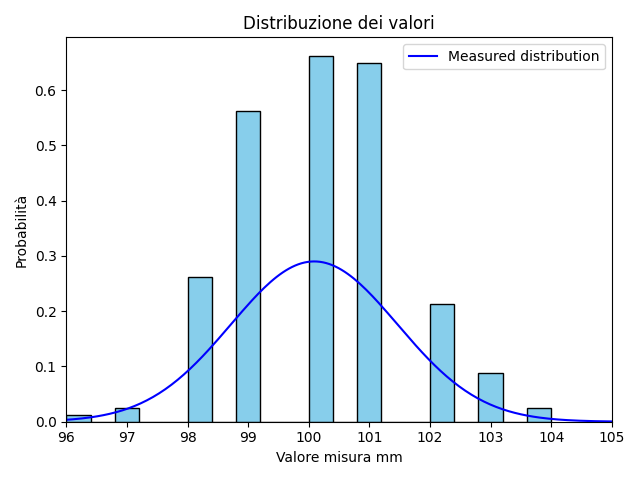 Distribuzione dei valori
Measured distribution
Probabilità
0.6
0.5
0.4
0.3
0.2
0.1
0.0
96 97 98 99 100 101 102 103 104 105
Valore misura mm